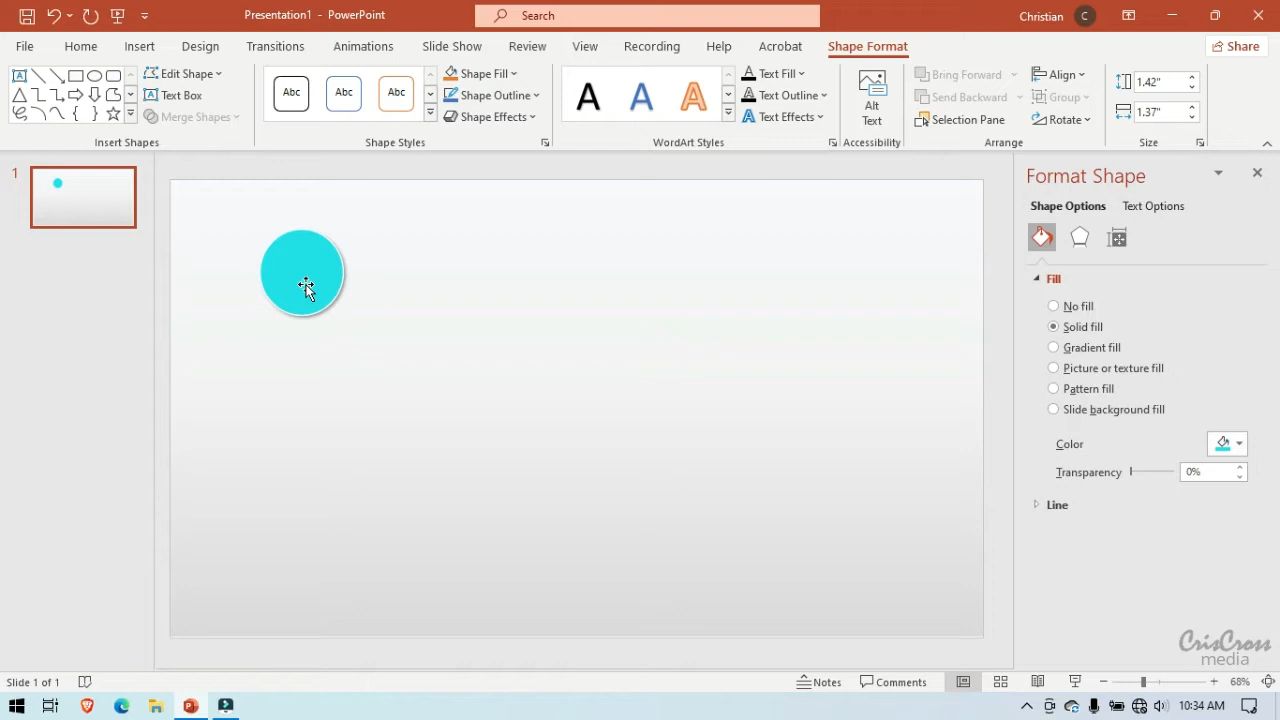 Presentation1 - PowerPoint
Search
Christian
C
File Home Insert Design Transitions Animations Slide Show Review View Recording Help Acrobat Shape Format
Share
Edit Shape
Text Box
Merge Shapes
Insert Shapes
Abc Abc Abc
Shape Fill
Shape Outline
Shape Effects
Shape Styles
A A A
Text Fill
Text Outline
Text Effects
WordArt Styles
Alt
Text
Accessibility
Bring Forward
Send Backward
Selection Pane
Align
Group
Rotate
Arrange
1.42"
1.37"
Size
1
Format Shape
Shape Options Text Options
Fill
No fill
Solid fill
Gradient fill
Picture or texture fill
Pattern fill
Slide background fill
Color
Transparency 0%
Line
CrisCross
media
Slide 1 of 1
Notes
Comments
68%
10:34 AM